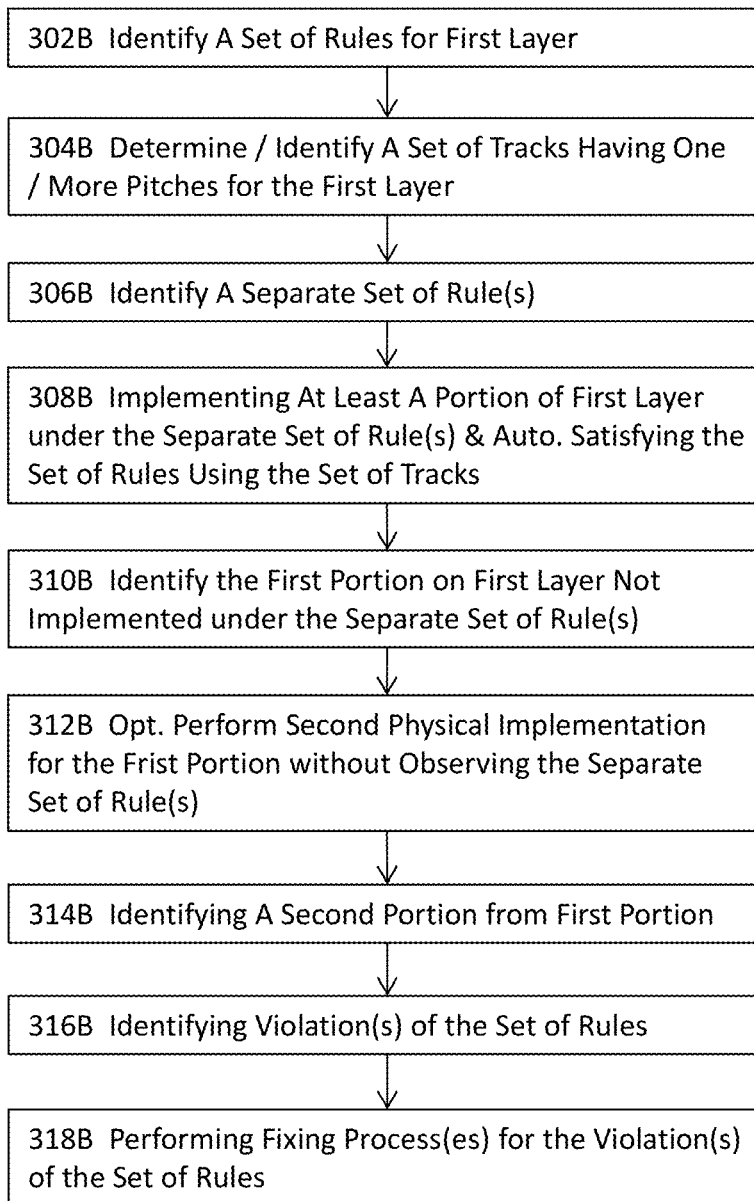 302B Identify A Set of Rules for First Layer
304B Determine / Identify A Set of Tracks Having One
/ More Pitches for the First Layer
306B Identify A Separate Set of Rule(s)
308B Implementing At Least A Portion of First Layer
under the Separate Set of Rule(s) & Auto. Satisfying the
Set of Rules Using the Set of Tracks
310B Identify the First Portion on First Layer Not
Implemented under the Separate Set of Rule(s)
312B Opt. Perform Second Physical Implementation
for the Frist Portion without Observing the Separate
Set of Rule(s)
314B Identifying A Second Portion from First Portion
316B Identifying Violation(s) of the Set of Rules
318B Performing Fixing Process(es) for the Violation(s)
of the Set of Rules